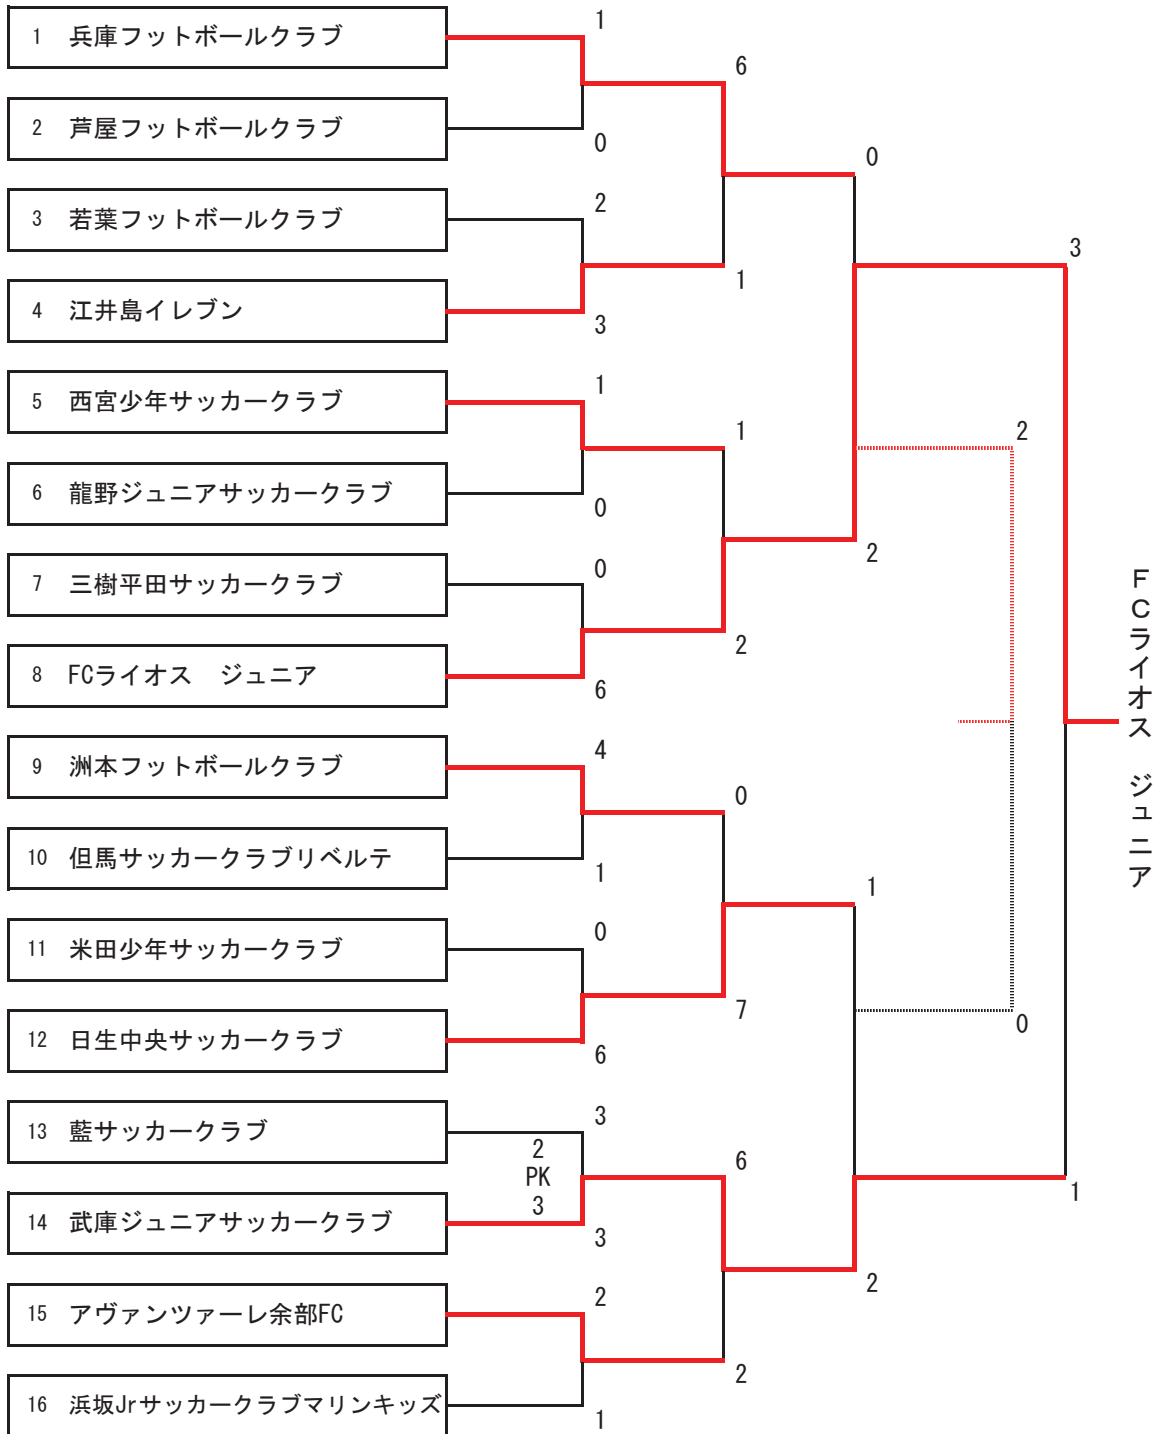 1 兵庫フットボールクラブ
2 芦屋フットボールクラブ
3 若葉フットボールクラブ
4 江井島イレブン
5 西宮少年サッカークラブ
6 龍野ジュニアサッカークラブ
7 三樹平田サッカークラブ
8 FCライオス　ジュニア
9 洲本フットボールクラブ
10 但馬サッカークラブリベルテ
11 米田少年サッカークラブ
12 日生中央サッカークラブ
13 藍サッカークラブ
14 武庫ジュニアサッカークラブ
15 アヴァンツァーレ余部FC
16 浜坂Jrサッカークラブマリンキッズ
1
0
2
3
1
0
0
6
4
1
0
6
3
2
PK
3
3
2
1
6
1
1
2
0
7
6
2
0
2
1
2
2
0
3
1
ＦＣライオス　ジュニア